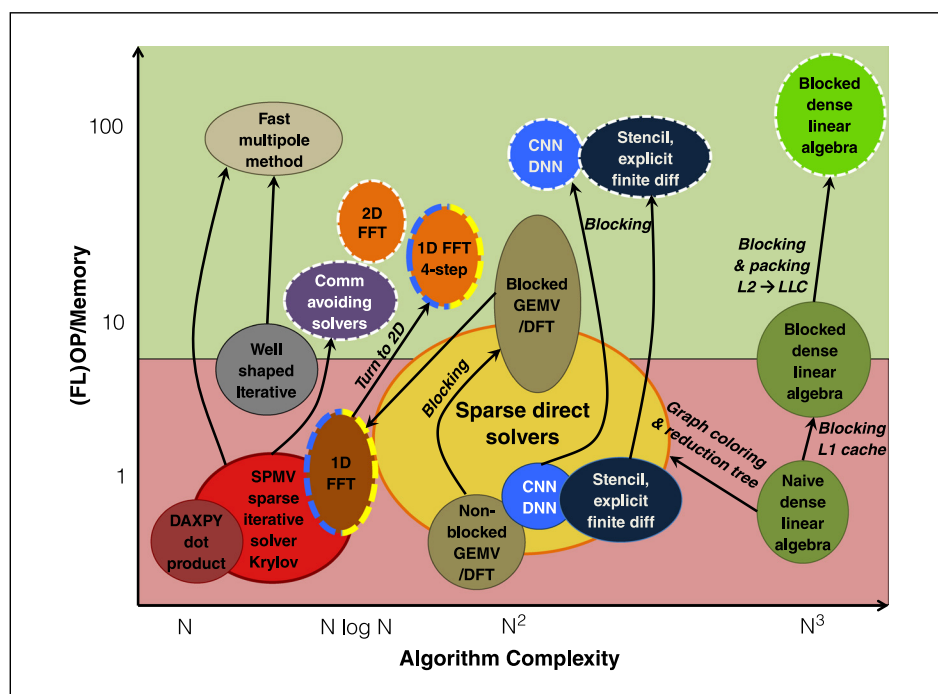 (FL)OP/Memory
100
10
1
Fast
multipole
method
2D
FFT
1D FFT
4-step
Comm
avoiding
solvers
Well
shaped
Iterative
Turn to 2D
CNN
DNN
Stencil,
explicit
finite diff
Blocking
Blocked
GEMV
/DFT
Blocking
Sparse direct
solvers
Blocked
dense
linear
algebra
Blocking
& packing
L2 → LLC
Blocked
dense
linear
algebra
Blocking
L1 cache
Graph coloring
& reduction tree
Naive
dense
linear
algebra
1D
FFT
SPMV
sparse
iterative
solver
Krylov
DAXPY
dot
product
Non-
blocked
GEMV
/DFT
CNN
DNN
Stencil,
explicit
finite diff
N
N log N
N²
N³
Algorithm Complexity